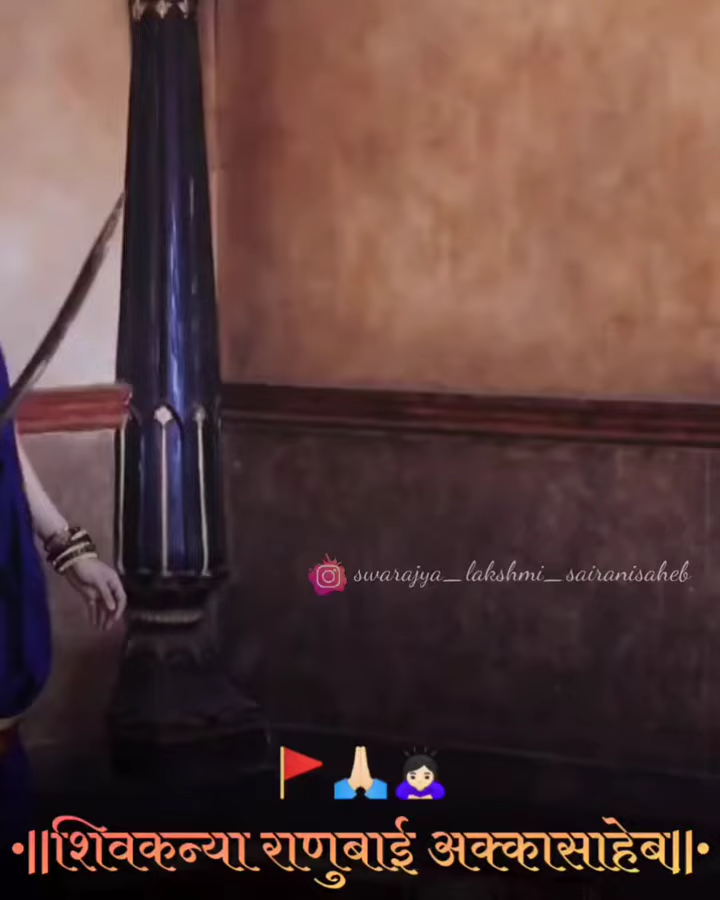 swarajya_lakshmi_sairanisaheb
🚩🙏🏻🙇🏻‍♀️
•||शिवकन्या राणुबाई अक्कासाहेब||•